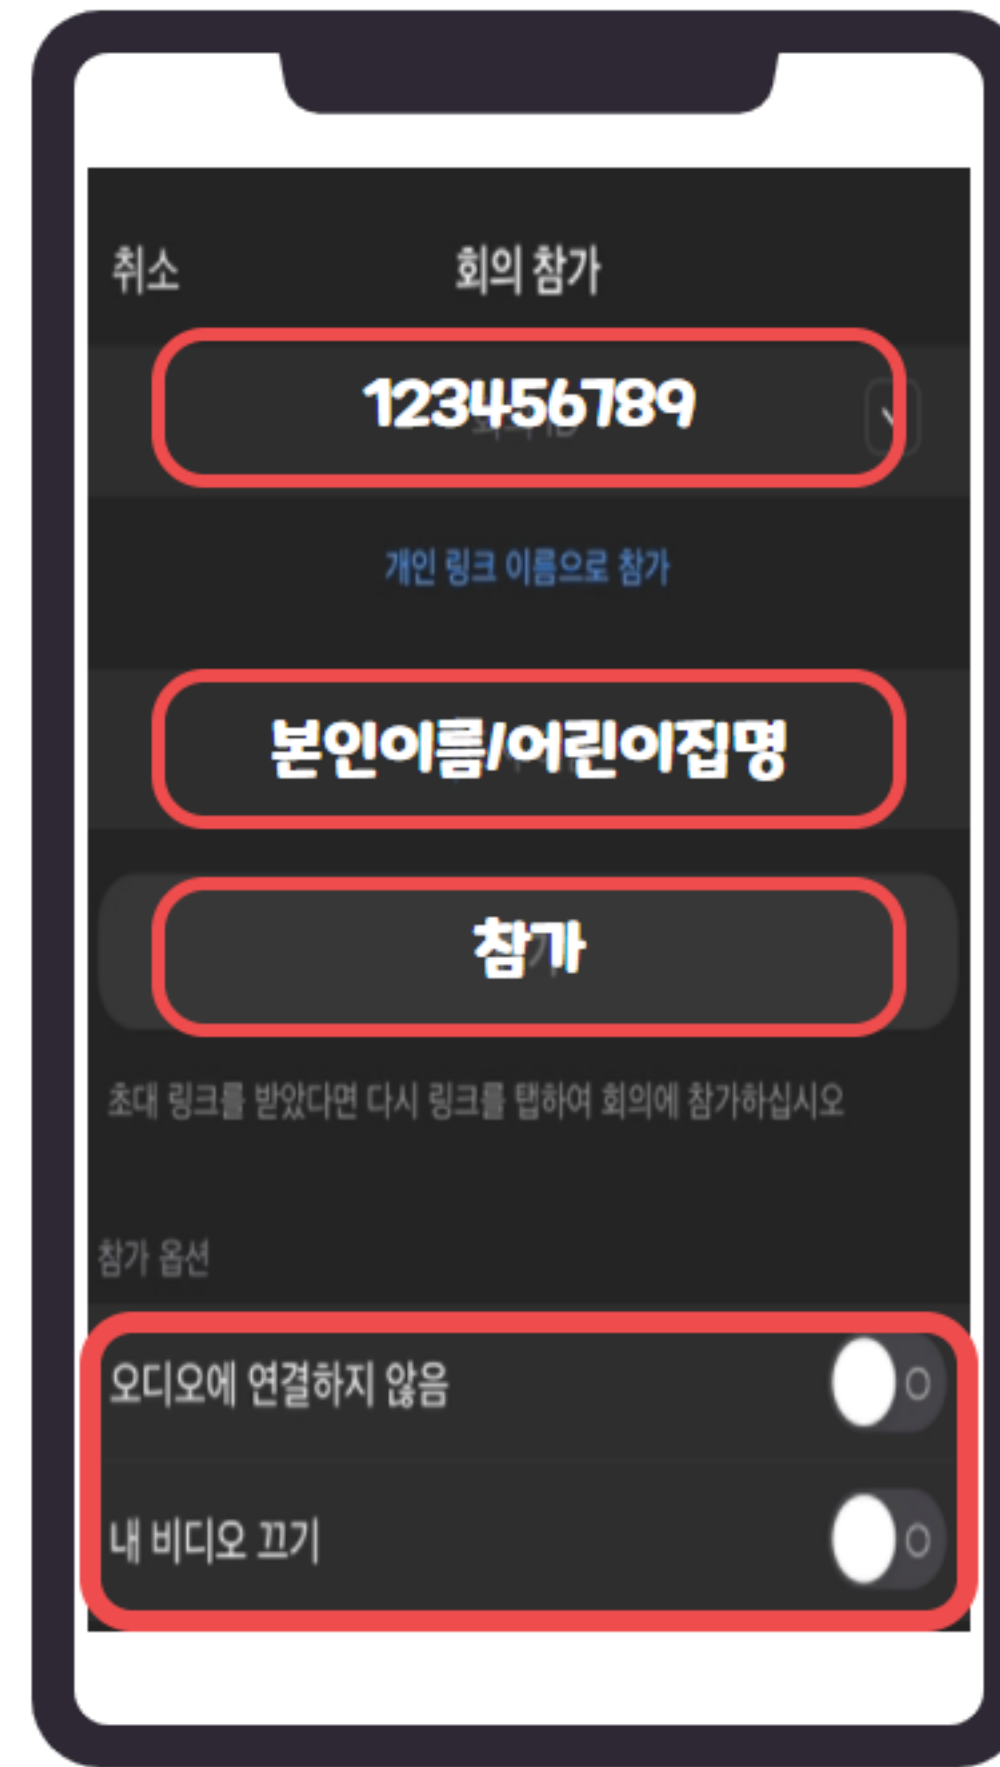 취소 회의 참가
123456789
개인 링크 이름으로 참가
본인이름/어린이집명
참가
초대 링크를 받았다면 다시 링크를 탭하여 회의에 참가하십시오
참가 옵션
오디오에 연결하지 않음
내 비디오 끄기